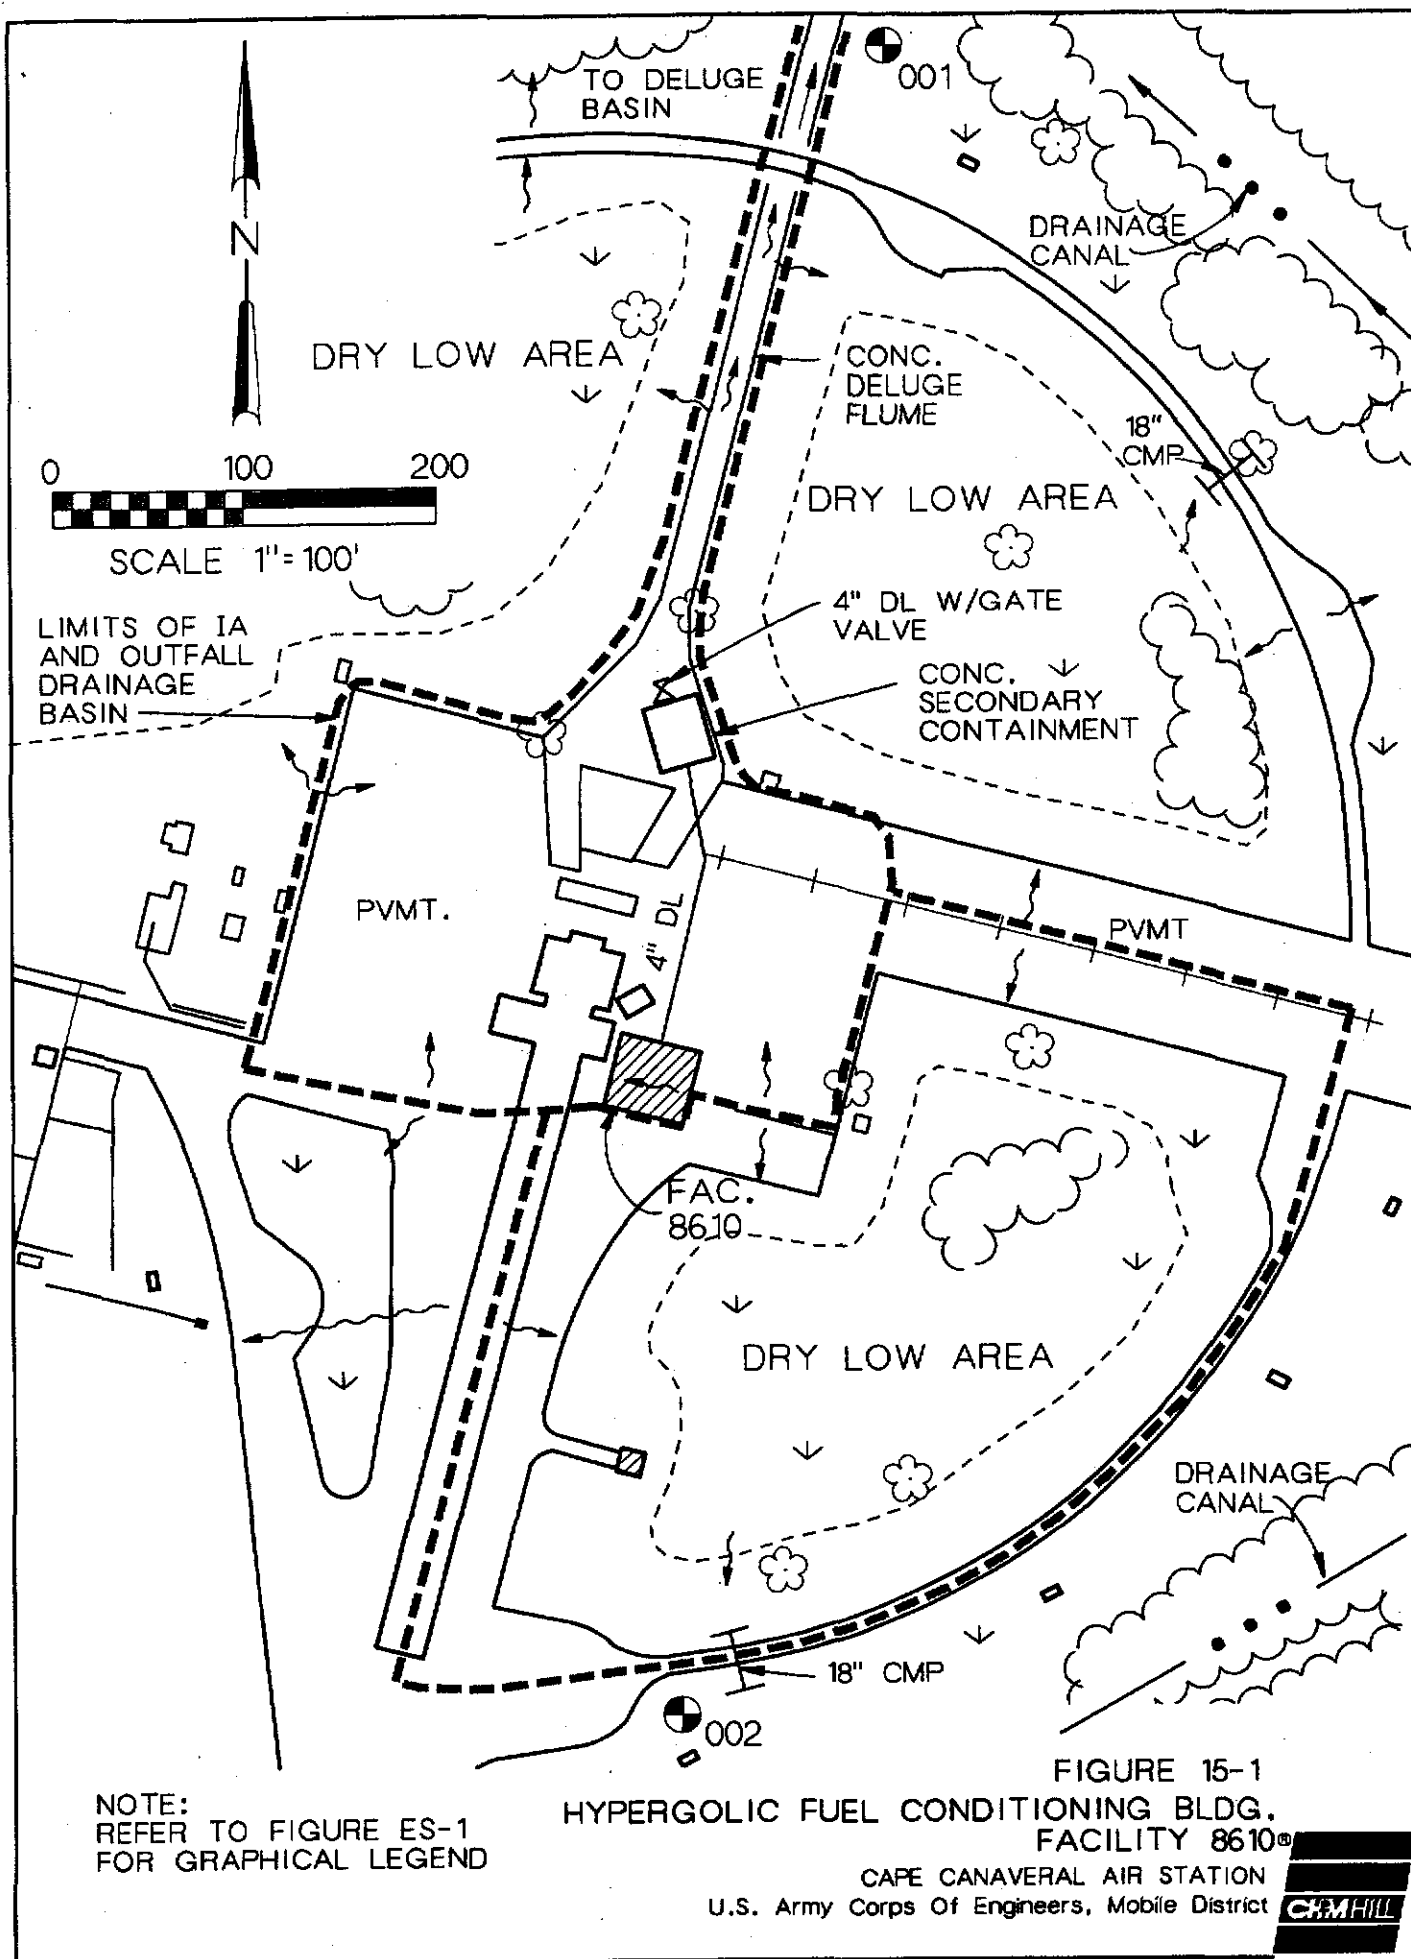 TO DELUGE
BASIN
001
N
DRAINAGE
CANAL
DRY LOW AREA
CONC.
DELUGE
FLUME
18"
CMP
0 100 200
DRY LOW AREA
SCALE 1"=100'
4" DL W/GATE
VALVE
LIMITS OF IA
AND OUTFALL
DRAINAGE
BASIN
CONC.
SECONDARY
CONTAINMENT
PVMT.
4" DL
PVMT
FAC.
8610
DRY LOW AREA
DRAINAGE
CANAL
18" CMP
002
NOTE:
REFER TO FIGURE ES-1
FOR GRAPHICAL LEGEND
FIGURE 15-1
HYPERGOLIC FUEL CONDITIONING BLDG.
FACILITY 8610®
CAPE CANAVERAL AIR STATION
U.S. Army Corps Of Engineers, Mobile District
CH2M HILL